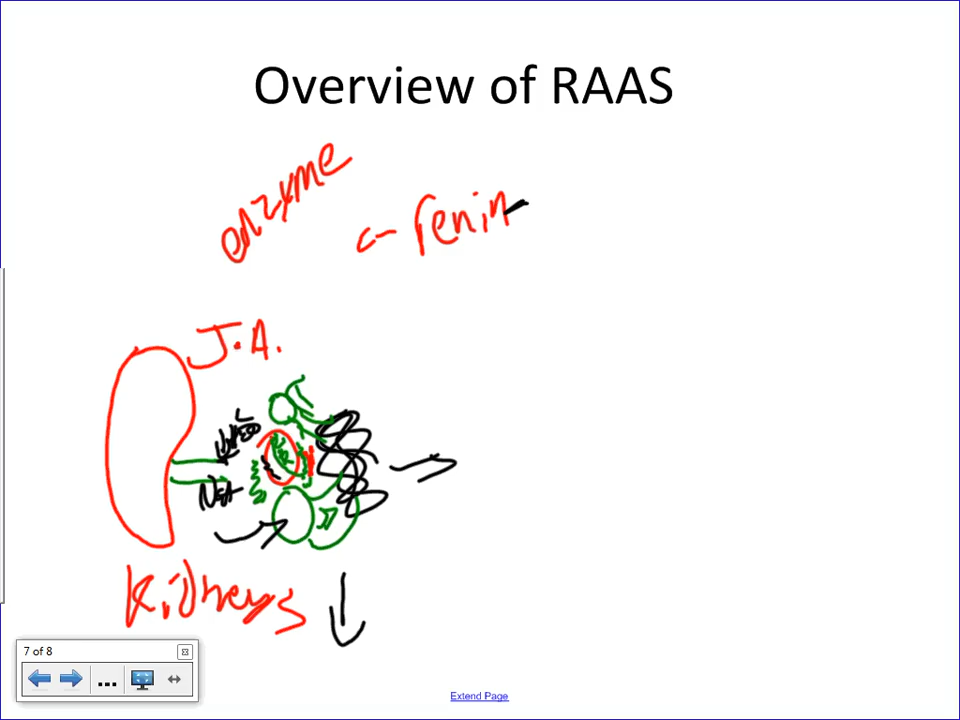 Overview of RAAS
enzyme
renin
J.A.
Kidneys
7 of 8
...
Extend Page